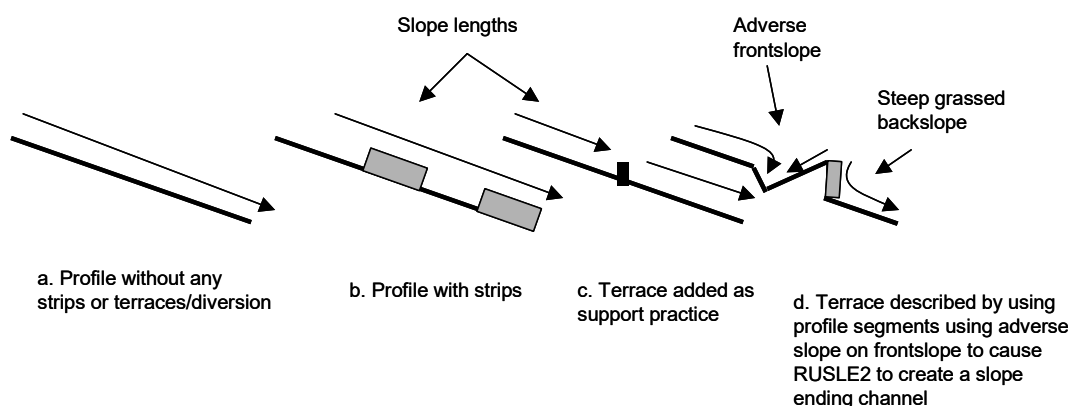 Slope lengths
Adverse
frontslope
Steep grassed
backslope
a. Profile without any
strips or terraces/diversion
b. Profile with strips
c. Terrace added as
support practice
d. Terrace described by using
profile segments using adverse
slope on frontslope to cause
RUSLE2 to create a slope
ending channel